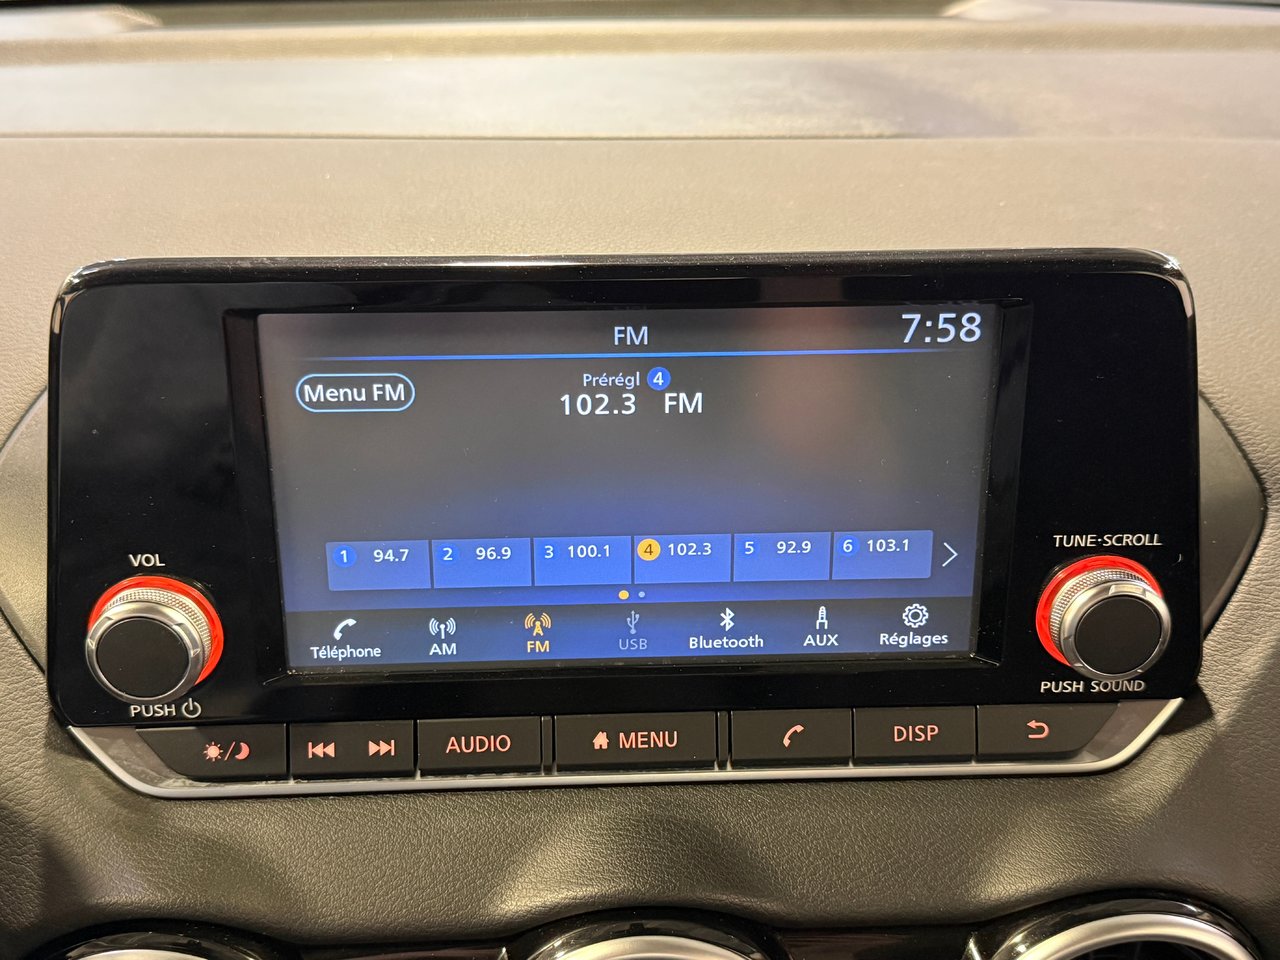 FM 7:58
Menu FM
Prérégl 4
102.3 FM
1 94.7 2 96.9 3 100.1 4 102.3 5 92.9 6 103.1
Téléphone AM FM USB Bluetooth AUX Réglages
VOL
PUSH
TUNE·SCROLL
PUSH SOUND
AUDIO MENU DISP